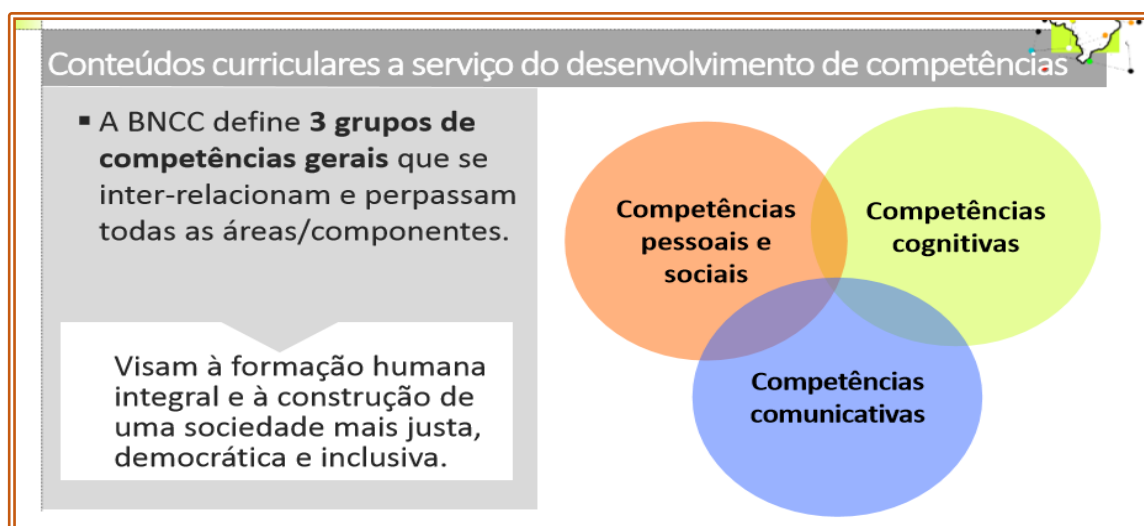 Conteúdos curriculares a serviço do desenvolvimento de competências
▪ A BNCC define 3 grupos de
competências gerais que se
inter-relacionam e perpassam
todas as áreas/componentes.
Visam à formação humana
integral e à construção de
uma sociedade mais justa,
democrática e inclusiva.
Competências
pessoais e
sociais
Competências
cognitivas
Competências
comunicativas